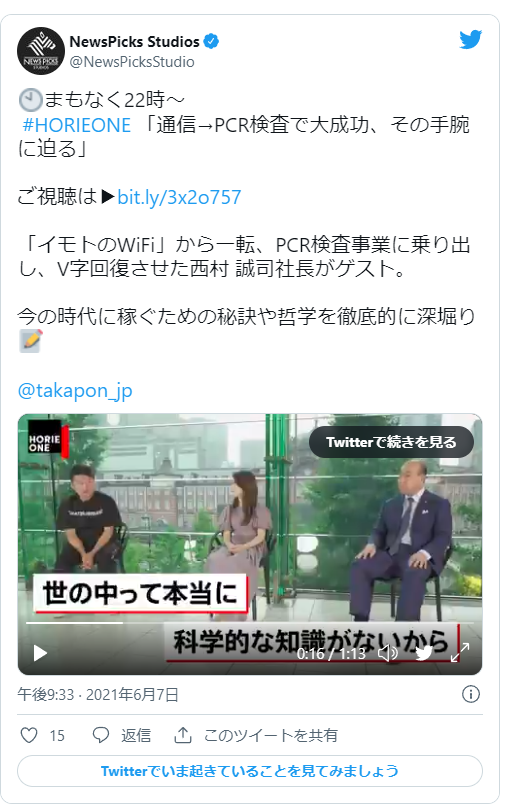 NEWS PICKS
STUDIOS
NewsPicks Studios
@NewsPicksStudio
まもなく22時〜
#HORIEONE 「通信→PCR検査で大成功、その手腕
に迫る」
ご視聴は▶bit.ly/3x2o757
「イモトのWiFi」から一転、PCR検査事業に乗り出
し、V字回復させた西村 誠司社長がゲスト。
今の時代に稼ぐための秘訣や哲学を徹底的に深堀り
@takapon_jp
HORIE
ONE
Twitterで続きを見る
世の中って本当に
科学的な知識がないから
0:16 / 1:13
午後9:33 · 2021年6月7日
15
返信
このツイートを共有
Twitterでいま起きていることを見てみましょう